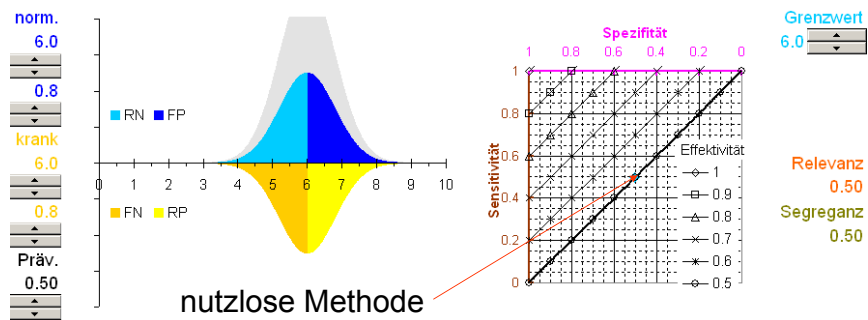 norm.
6.0
0.8
krank
6.0
0.8
Präv.
0.50
RN FP
0 1 2 3 4 5 6 7 8 9 10
FN RP
nutzlose Methode
Spezifität
1 0.8 0.6 0.4 0.2 0
Sensitivität
1
0.8
0.6
0.4
0.2
0
Effektivität
1
0.9
0.8
0.7
0.6
0.5
Grenzwert
6.0
Relevanz
0.50
Segreganz
0.50